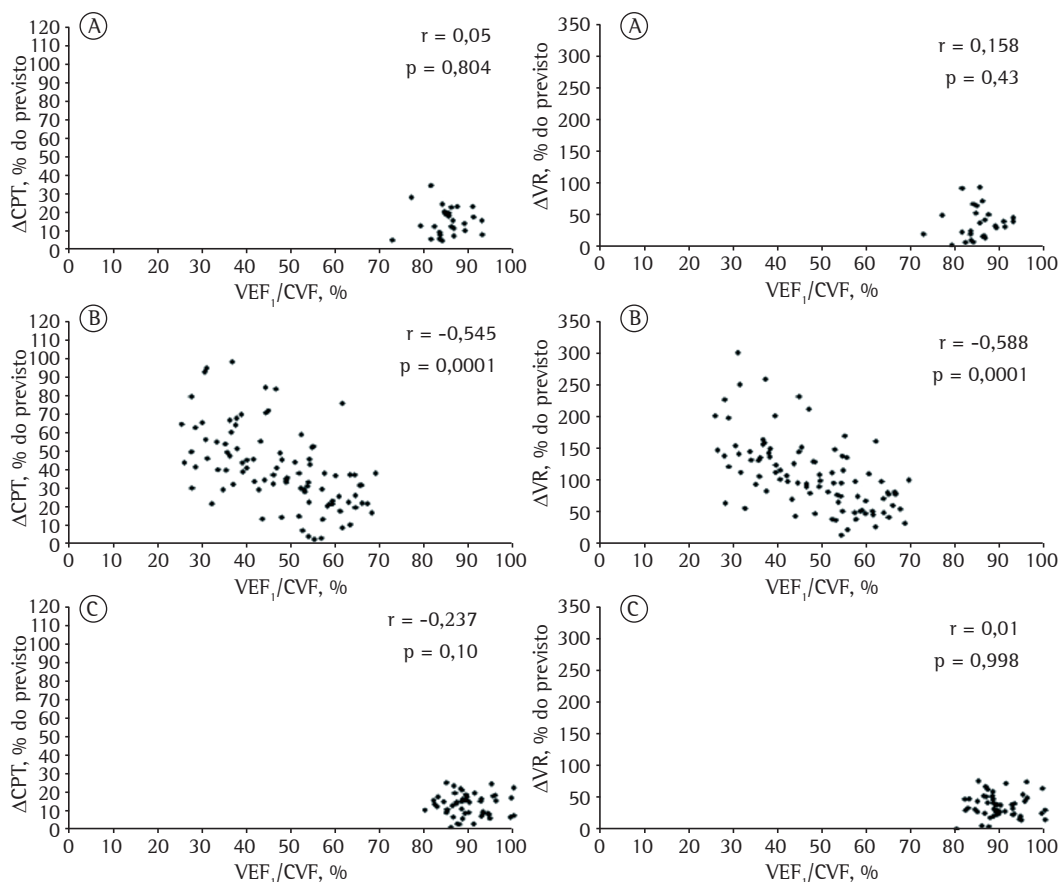 A
r = 0,05
p = 0,804
ΔCPT, % do previsto
120
110
100
90
80
70
60
50
40
30
20
10
0
0 10 20 30 40 50 60 70 80 90 100
VEF₁/CVF, %
A
r = 0,158
p = 0,43
ΔVR, % do previsto
350
300
250
200
150
100
50
0
0 10 20 30 40 50 60 70 80 90 100
VEF₁/CVF, %
B
r = -0,545
p = 0,0001
ΔCPT, % do previsto
120
110
100
90
80
70
60
50
40
30
20
10
0
0 10 20 30 40 50 60 70 80 90 100
VEF₁/CVF, %
B
r = -0,588
p = 0,0001
ΔVR, % do previsto
350
300
250
200
150
100
50
0
0 10 20 30 40 50 60 70 80 90 100
VEF₁/CVF, %
C
r = -0,237
p = 0,10
ΔCPT, % do previsto
120
110
100
90
80
70
60
50
40
30
20
10
0
0 10 20 30 40 50 60 70 80 90 100
VEF₁/CVF, %
C
r = 0,01
p = 0,998
ΔVR, % do previsto
350
300
250
200
150
100
50
0
0 10 20 30 40 50 60 70 80 90 100
VEF₁/CVF, %